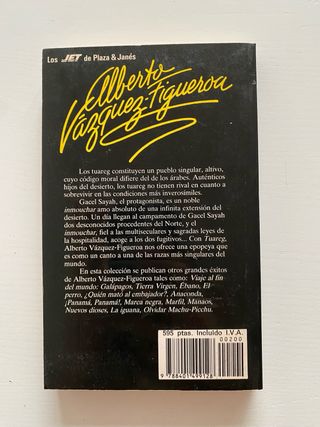 Los JET de Plaza & Janés
Alberto
Vázquez-Figueroa
Los tuareg constituyen un pueblo singular, altivo,
cuyo código moral difiere del de los árabes. Auténticos
hijos del desierto, los tuareg no tienen rival en cuanto a
sobrevivir en las condiciones más inverosímiles.
Gacel Sayah, el protagonista, es un noble
inmouchar amo absoluto de una infinita extensión del
desierto. Un día llegan al campamento de Gacel Sayah
dos desconocidos procedentes del Norte, y el
inmouchar, fiel a las multiseculares y sagradas leyes de
la hospitalidad, acoge a los dos fugitivos... Con Tuareg,
Alberto Vázquez-Figueroa nos ofrece una epopeya que
es como un canto a una de las razas más singulares del
mundo.
En esta colección se publican otros grandes éxitos
de Alberto Vázquez-Figueroa tales como: Viaje al fin
del mundo: Galápagos, Tierra Virgen, Ébano, El
perro, ¿Quién mató al embajador?, Anaconda,
¡Panamá, Panamá!, Marea negra, Marfil, Manaos,
Nuevos dioses, La iguana, Olvidar Machu-Picchu.
595 ptas. Incluido I.V.A.
00200
9 788401 499128